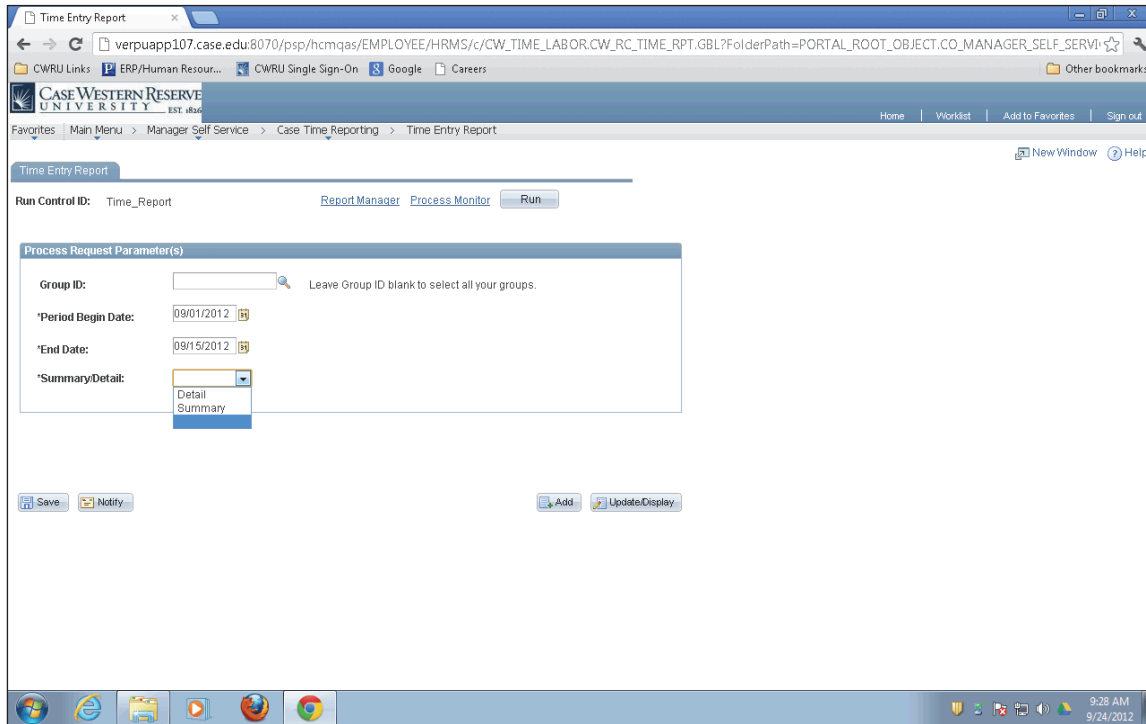 Time Entry Report
verpuapp107.case.edu:8070/psp/hcmqas/EMPLOYEE/HRMS/c/CW_TIME_LABOR.CW_RC_TIME_RPT.GBL?FolderPath=PORTAL_ROOT_OBJECT.CO_MANAGER_SELF_SERVI
CWRU Links ERP/Human Resour... CWRU Single Sign-On Google Careers Other bookmarks
CASE WESTERN RESERVE
UNIVERSITY EST. 1826
Home | Worklist | Add to Favorites | Sign out
Favorites | Main Menu > Manager Self Service > Case Time Reporting > Time Entry Report
New Window ? Help
Time Entry Report
Run Control ID: Time_Report Report Manager Process Monitor Run
Process Request Parameter(s)
Group ID: Leave Group ID blank to select all your groups.
*Period Begin Date: 09/01/2012 31
*End Date: 09/15/2012 31
*Summary/Detail:
Detail
Summary
Save Notify Add Update/Display
9:28 AM
9/24/2012